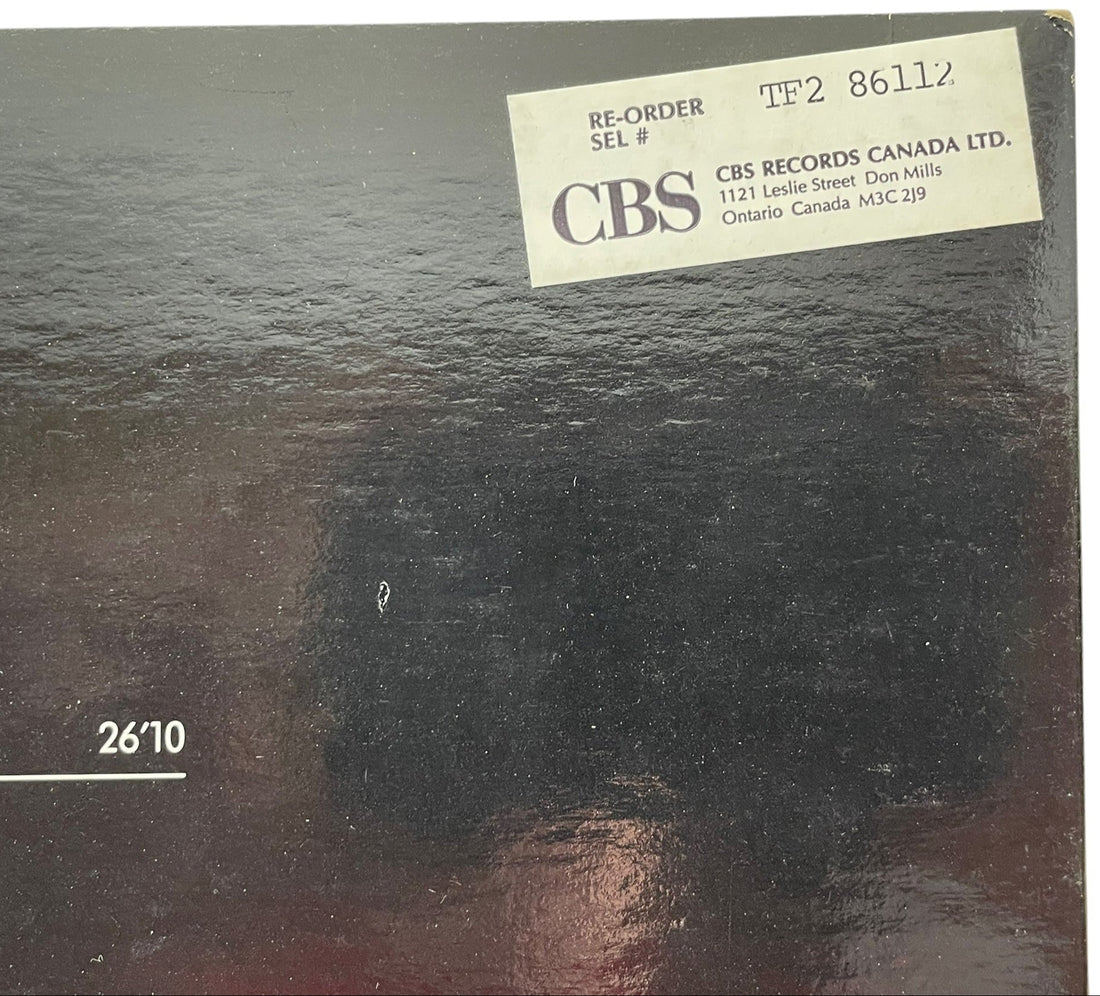 RE-ORDER TF2 86112
SEL #
CBS
CBS RECORDS CANADA LTD.
1121 Leslie Street Don Mills
Ontario Canada M3C 2J9
26'10